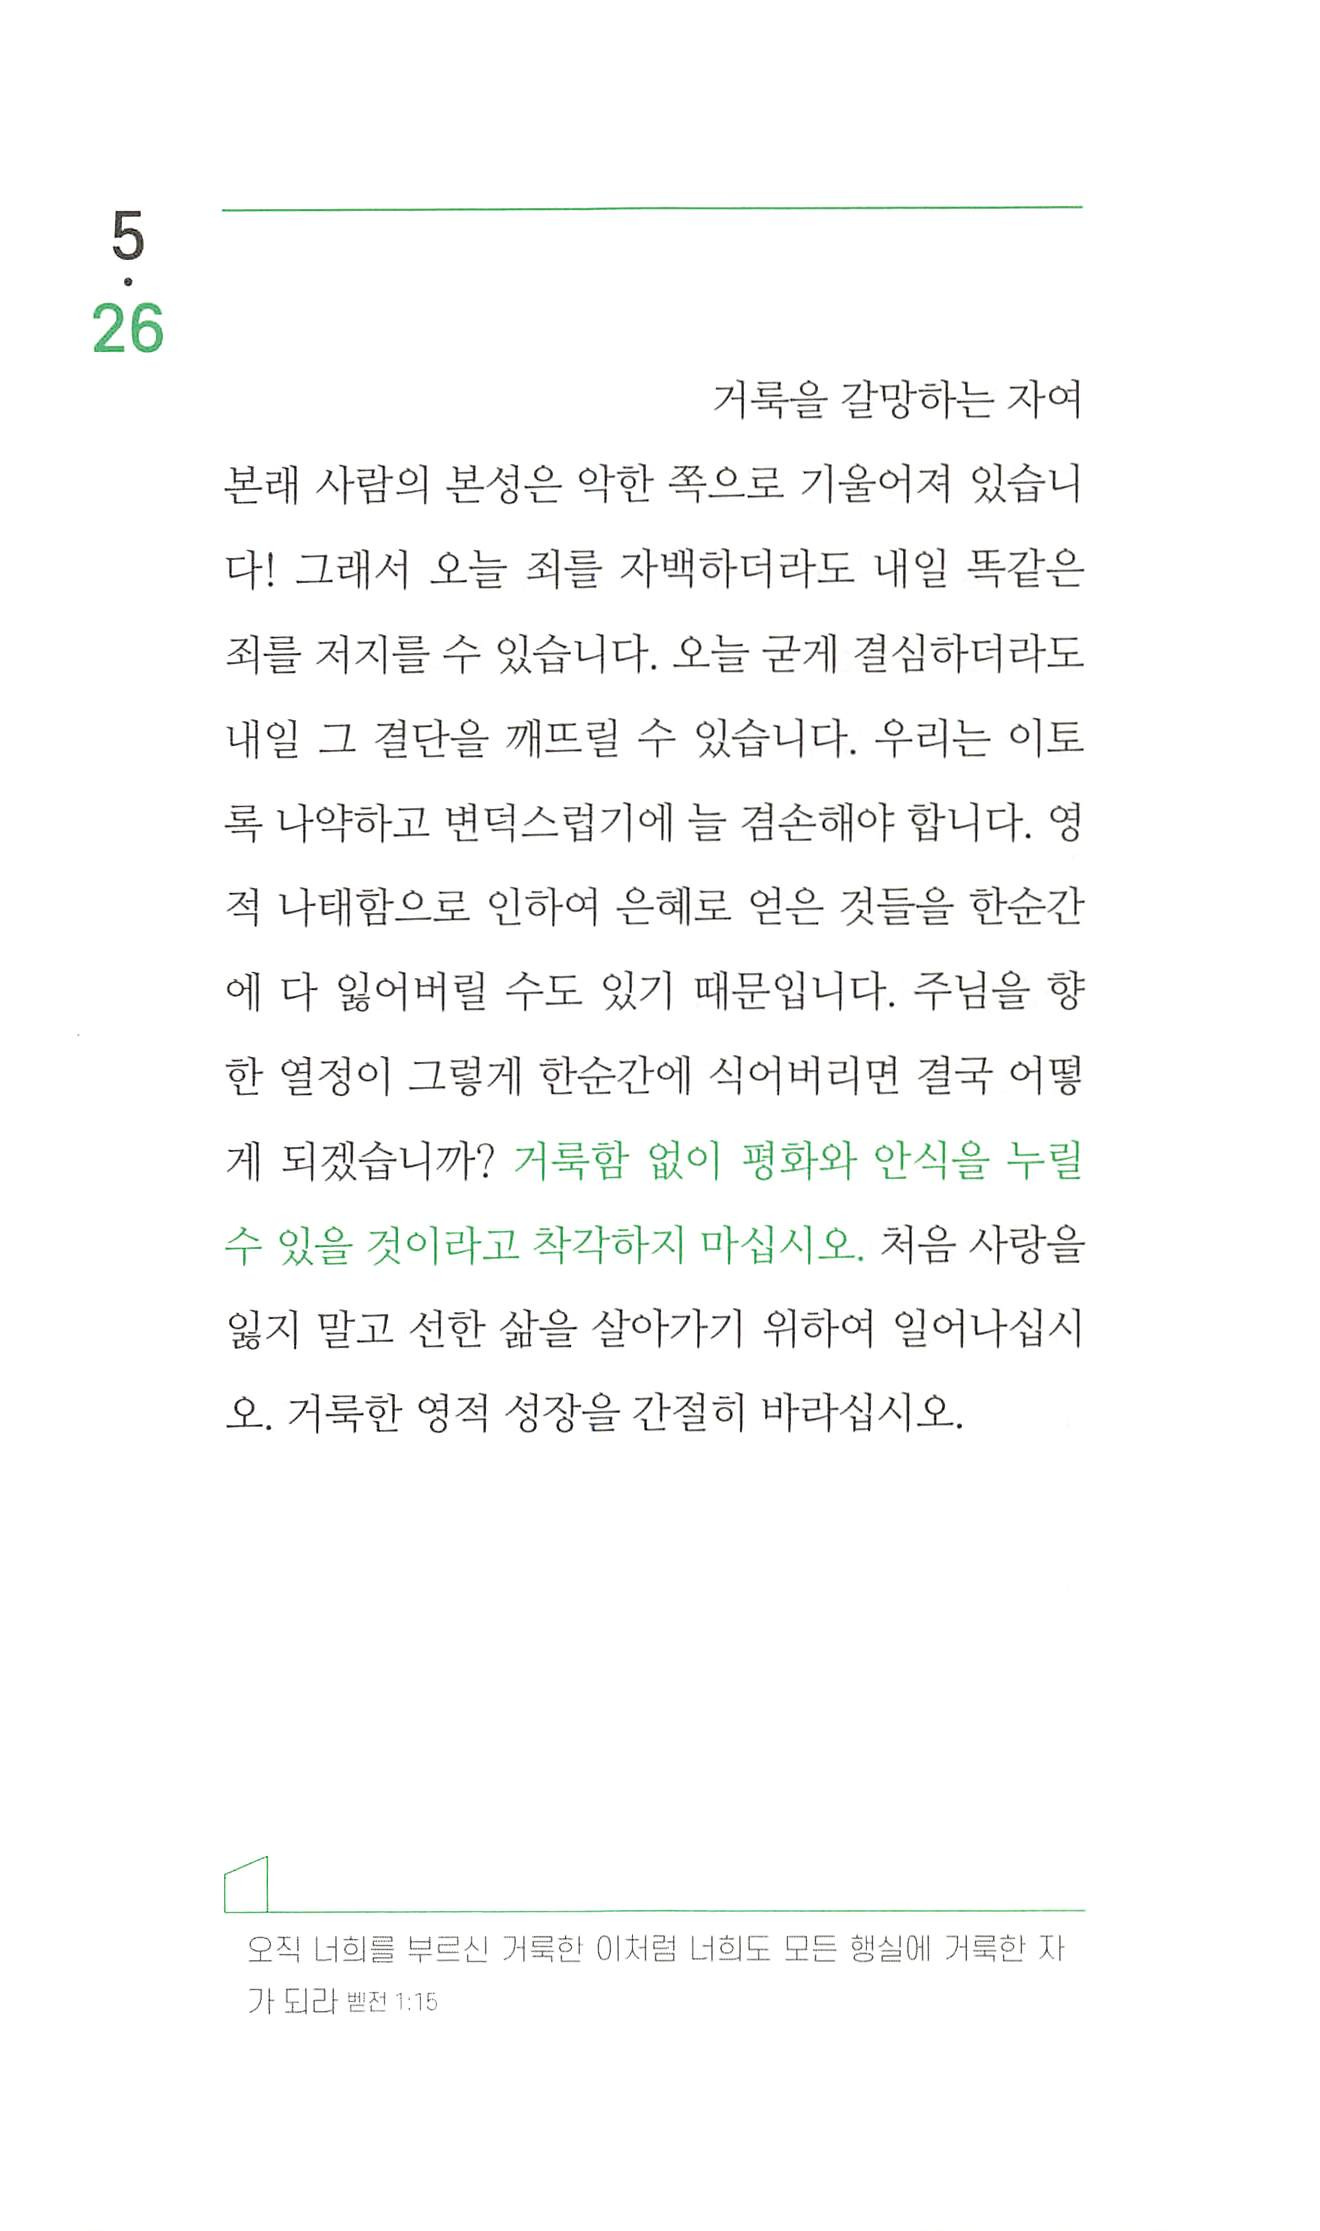 5
·
26
거룩을 갈망하는 자여
본래 사람의 본성은 악한 쪽으로 기울어져 있습니
다! 그래서 오늘 죄를 자백하더라도 내일 똑같은
죄를 저지를 수 있습니다. 오늘 굳게 결심하더라도
내일 그 결단을 깨뜨릴 수 있습니다. 우리는 이토
록 나약하고 변덕스럽기에 늘 겸손해야 합니다. 영
적 나태함으로 인하여 은혜로 얻은 것들을 한순간
에 다 잃어버릴 수도 있기 때문입니다. 주님을 향
한 열정이 그렇게 한순간에 식어버리면 결국 어떻
게 되겠습니까? 거룩함 없이 평화와 안식을 누릴
수 있을 것이라고 착각하지 마십시오. 처음 사랑을
잃지 말고 선한 삶을 살아가기 위하여 일어나십시
오. 거룩한 영적 성장을 간절히 바라십시오.
오직 너희를 부르신 거룩한 이처럼 너희도 모든 행실에 거룩한 자
가 되라 벧전 1:15